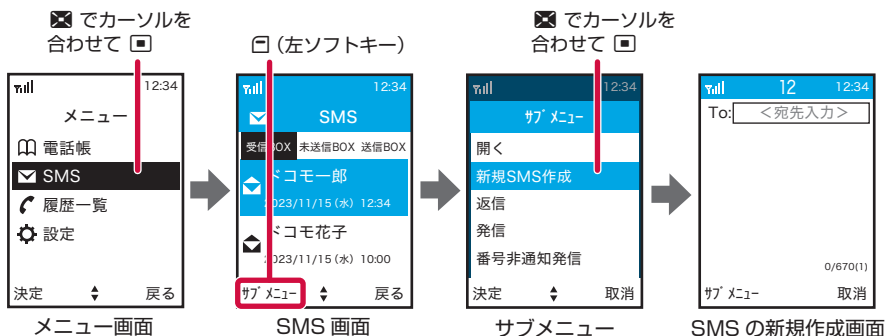 でカーソルを
合わせて
(左ソフトキー)
でカーソルを
合わせて
12:34
メニュー
電話帳
SMS
履歴一覧
設定
決定 戻る
メニュー画面
12:34
SMS
受信BOX 未送信BOX 送信BOX
ドコモ一郎
2023/11/15(水) 12:34
ドコモ花子
2023/11/15(水) 10:00
ｻﾌﾞﾒﾆｭｰ 戻る
SMS 画面
12:34
ｻﾌﾞﾒﾆｭｰ
開く
新規SMS作成
返信
発信
番号非通知発信
決定 取消
サブメニュー
12 12:34
To: <宛先入力>
0/670(1)
ｻﾌﾞﾒﾆｭｰ 取消
SMS の新規作成画面